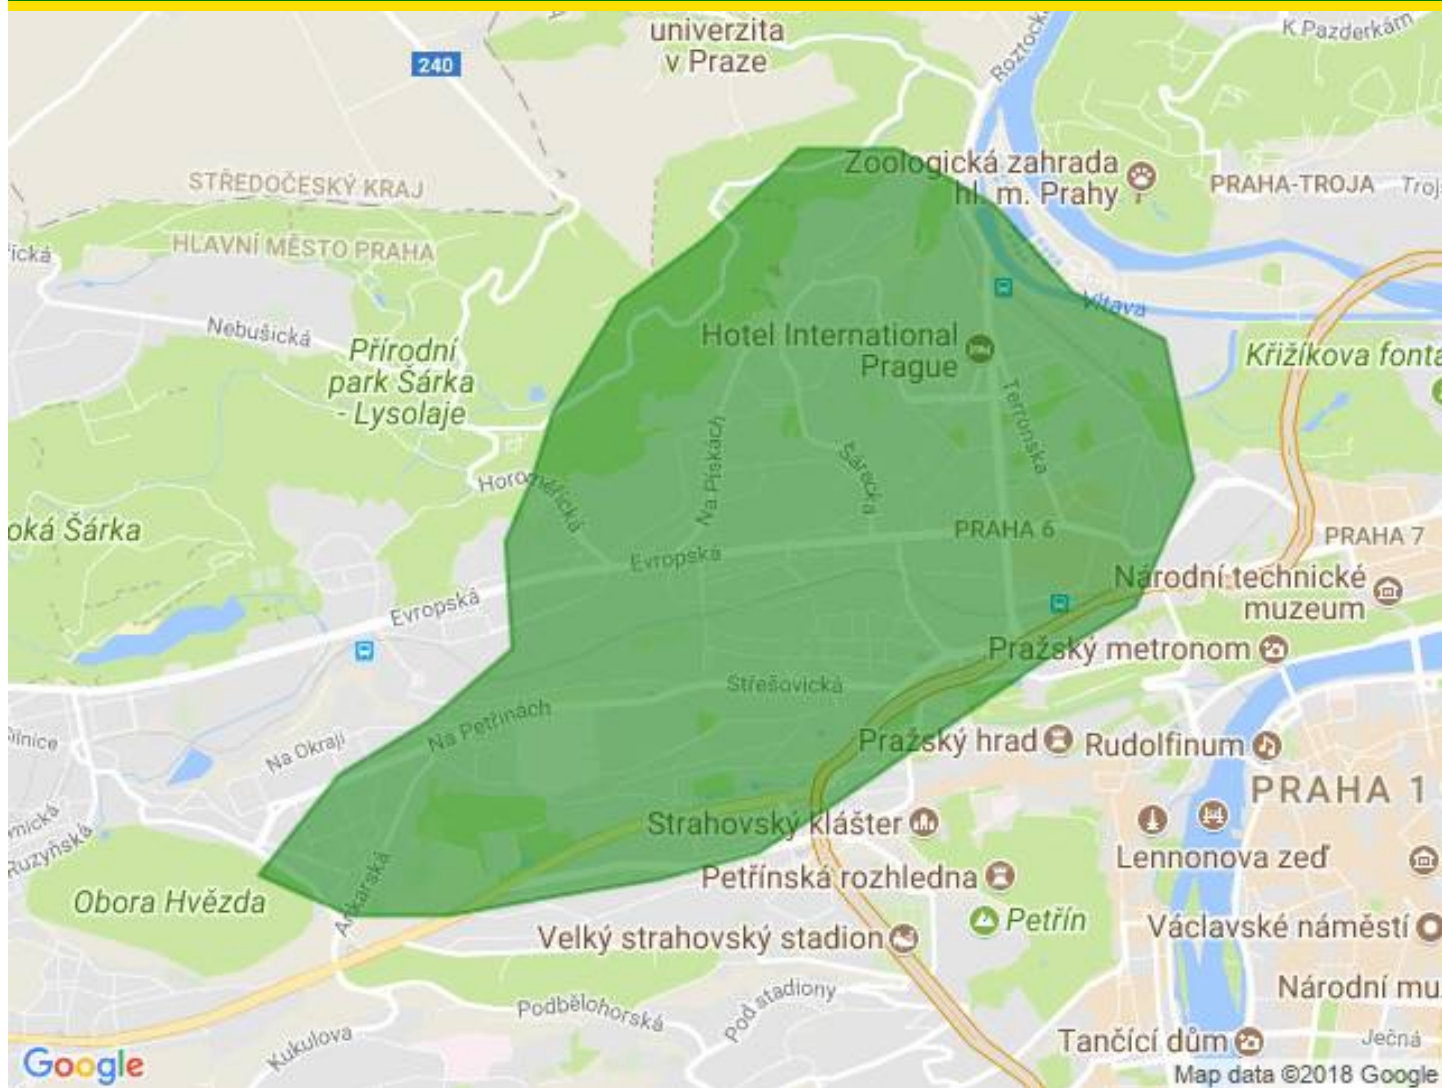 univerzita
v Praze
K Pazderkám
240
Roztocká
Zoologická zahrada
hl. m. Prahy
STŘEDOČESKÝ KRAJ
PRAHA-TROJA
HLAVNÍ MĚSTO PRAHA
Vltava
Nebušická
Hotel International
Prague
Přírodní
park Šárka
- Lysolaje
Křižíkova fonta
Terronská
Na Pískách
Šárecká
Horoměřická
oká Šárka
PRAHA 6
PRAHA 7
Evropská
Národní technické
muzeum
Evropská
Pražský metronom
Střešovická
Na Petřinách
Na Okraji
Pražský hrad
Rudolfinum
PRAHA 1
Strahovský klášter
Ruzyňská
Lennonova zeď
Petřínská rozhledna
Obora Hvězda
Ankarská
Petřín
Václavské náměstí
Velký strahovský stadion
Národní mu
Pod stadiony
Podbělohorská
Kukulova
Tančící dům
Ječná
Google
Map data ©2018 Google